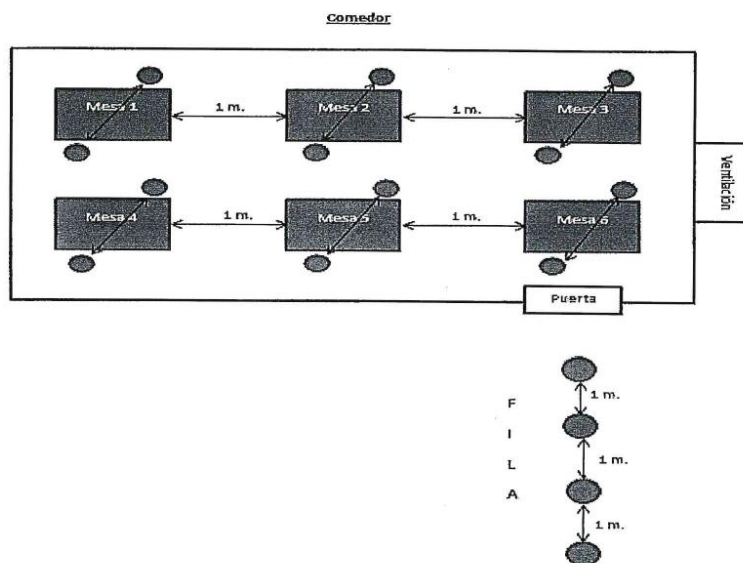 Comedor
Mesa 1
1 m.
Mesa 2
1 m.
Mesa 3
Ventilación
Mesa 4
1 m.
Mesa 5
1 m.
Mesa 6
Puerta
1 m.
F
I
1 m.
L
A
1 m.